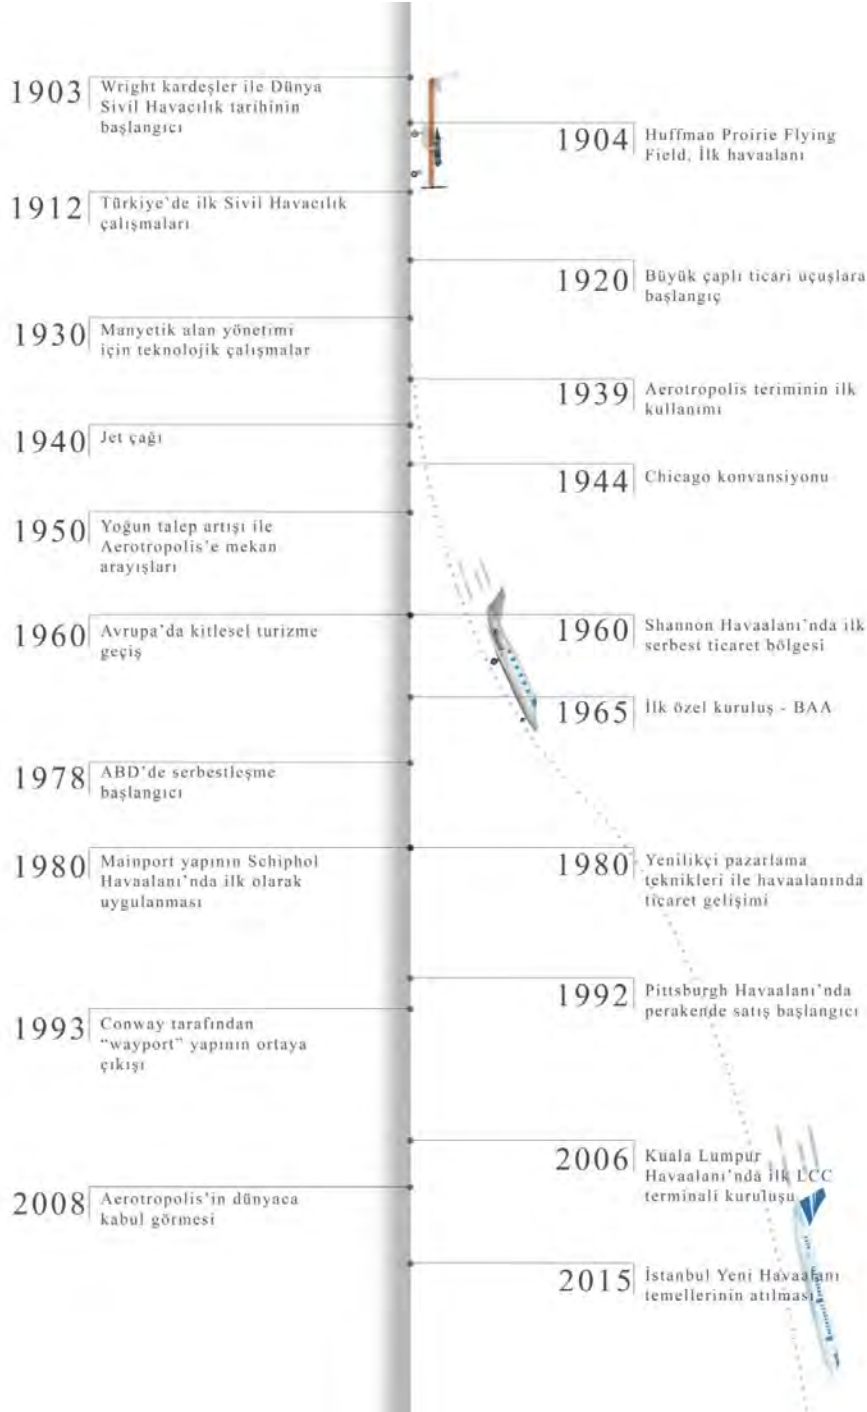 1903
Wright kardeşler ile Dünya
Sivil Havacılık tarihinin
başlangıcı
1904
Huffman Proirie Flying
Field, İlk havaalanı
1912
Türkiye'de ilk Sivil Havacılık
çalışmaları
1920
Büyük çaplı ticari uçuşlara
başlangıç
1930
Manyetik alan yönetimi
için teknolojik çalışmalar
1939
Aerotropolis teriminin ilk
kullanımı
1940
Jet çağı
1944
Chicago konvansiyonu
1950
Yoğun talep artışı ile
Aerotropolis'e mekan
arayışları
1960
Avrupa'da kitlesel turizme
geçiş
1960
Shannon Havaalanı'nda ilk
serbest ticaret bölgesi
1965
İlk özel kuruluş - BAA
1978
ABD'de serbestleşme
başlangıcı
1980
Mainport yapının Schiphol
Havaalanı'nda ilk olarak
uygulanması
1980
Yenilikçi pazarlama
teknikleri ile havaalanında
ticaret gelişimi
1992
Pittsburgh Havaalanı'nda
perakende satış başlangıcı
1993
Conway tarafından
“wayport” yapının ortaya
çıkışı
2006
Kuala Lumpur
Havaalanı'nda ilk LCC
terminali kuruluşu
2008
Aerotropolis'in dünyaca
kabul görmesi
2015
İstanbul Yeni Havaalanı
temellerinin atılması